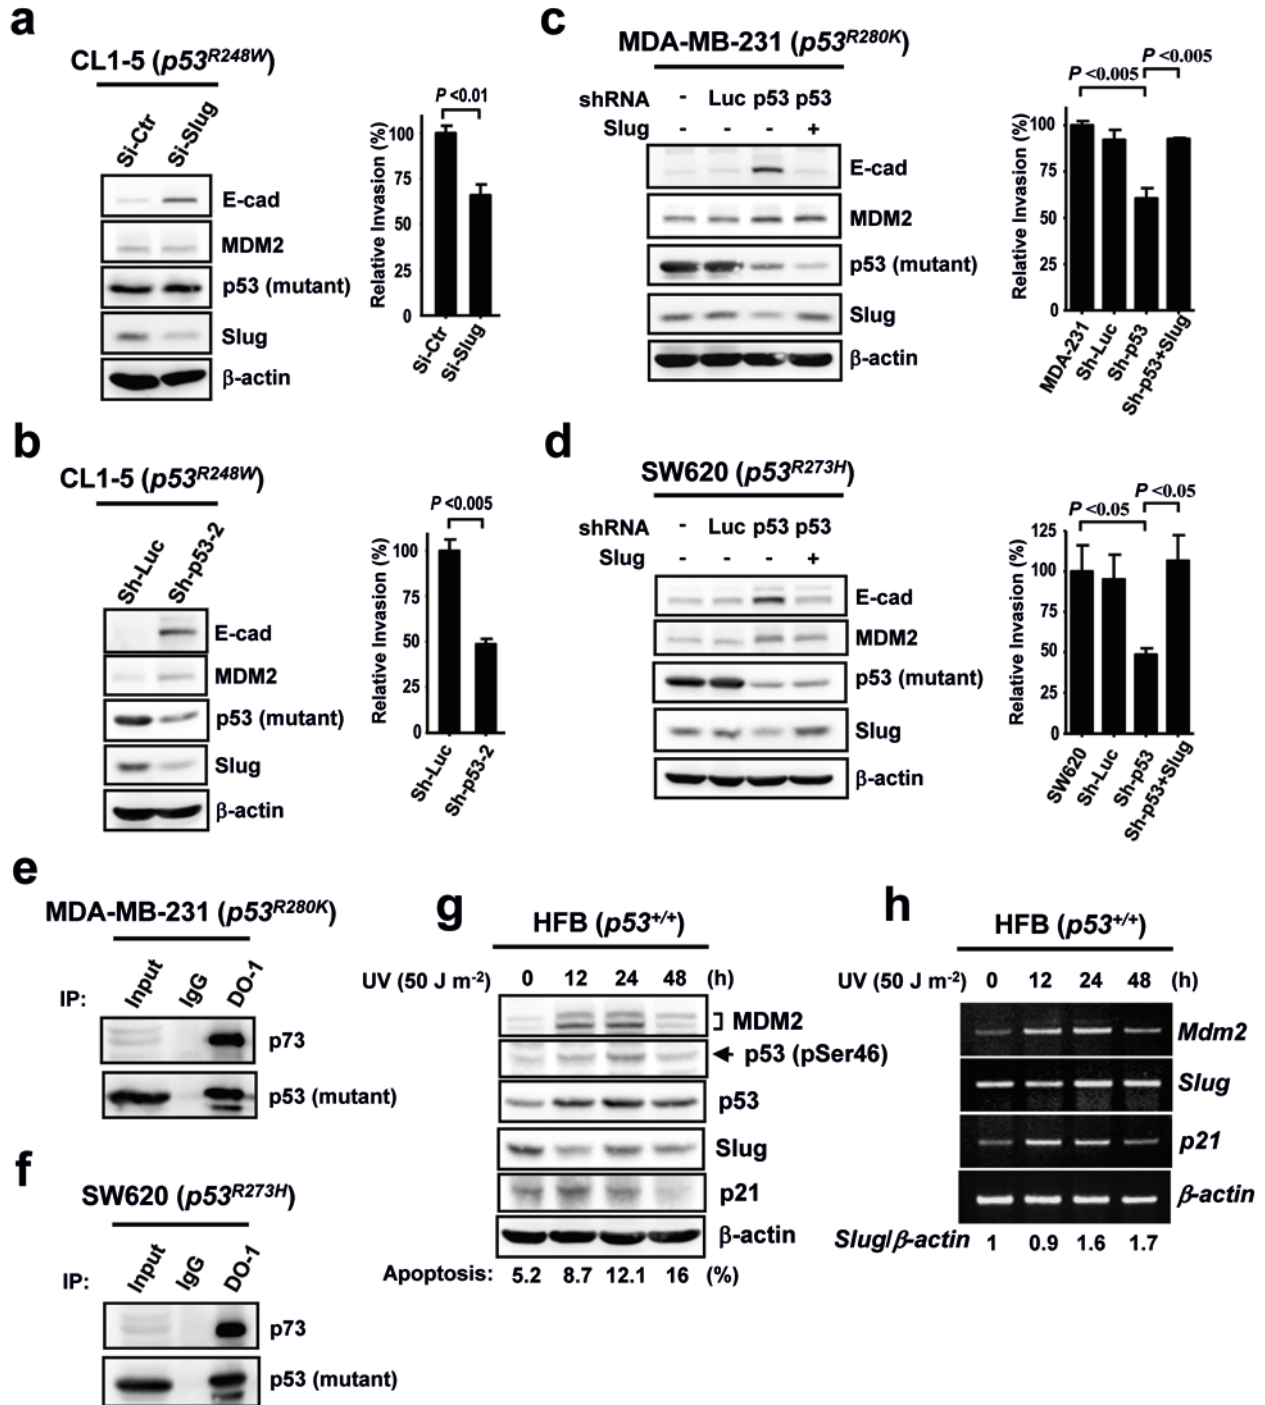 a
CL1-5 (p53R248W)
Si-Ctr
Si-Slug
E-cad
MDM2
p53 (mutant)
Slug
β-actin
P <0.01
Relative Invasion (%)
100
75
50
25
0
Si-Ctr
Si-Slug
b
CL1-5 (p53R248W)
Sh-Luc
Sh-p53-2
E-cad
MDM2
p53 (mutant)
Slug
β-actin
P <0.005
Relative Invasion (%)
100
75
50
25
0
Sh-Luc
Sh-p53-2
c
MDA-MB-231 (p53R280K)
shRNA - Luc p53 p53
Slug - - - +
E-cad
MDM2
p53 (mutant)
Slug
β-actin
P <0.005
P <0.005
Relative Invasion (%)
100
75
50
25
0
MDA-231
Sh-Luc
Sh-p53
Sh-p53+Slug
d
SW620 (p53R273H)
shRNA - Luc p53 p53
Slug - - - +
E-cad
MDM2
p53 (mutant)
Slug
β-actin
P <0.05
P <0.05
Relative Invasion (%)
125
100
75
50
25
0
SW620
Sh-Luc
Sh-p53
Sh-p53+Slug
e
MDA-MB-231 (p53R280K)
IP: Input IgG DO-1
p73
p53 (mutant)
f
SW620 (p53R273H)
IP: Input IgG DO-1
p73
p53 (mutant)
g
HFB (p53+/+)
UV (50 J m-2) 0 12 24 48 (h)
MDM2
p53 (pSer46)
p53
Slug
p21
β-actin
Apoptosis: 5.2 8.7 12.1 16 (%)
h
HFB (p53+/+)
UV (50 J m-2) 0 12 24 48 (h)
Mdm2
Slug
p21
β-actin
Slug/β-actin 1 0.9 1.6 1.7